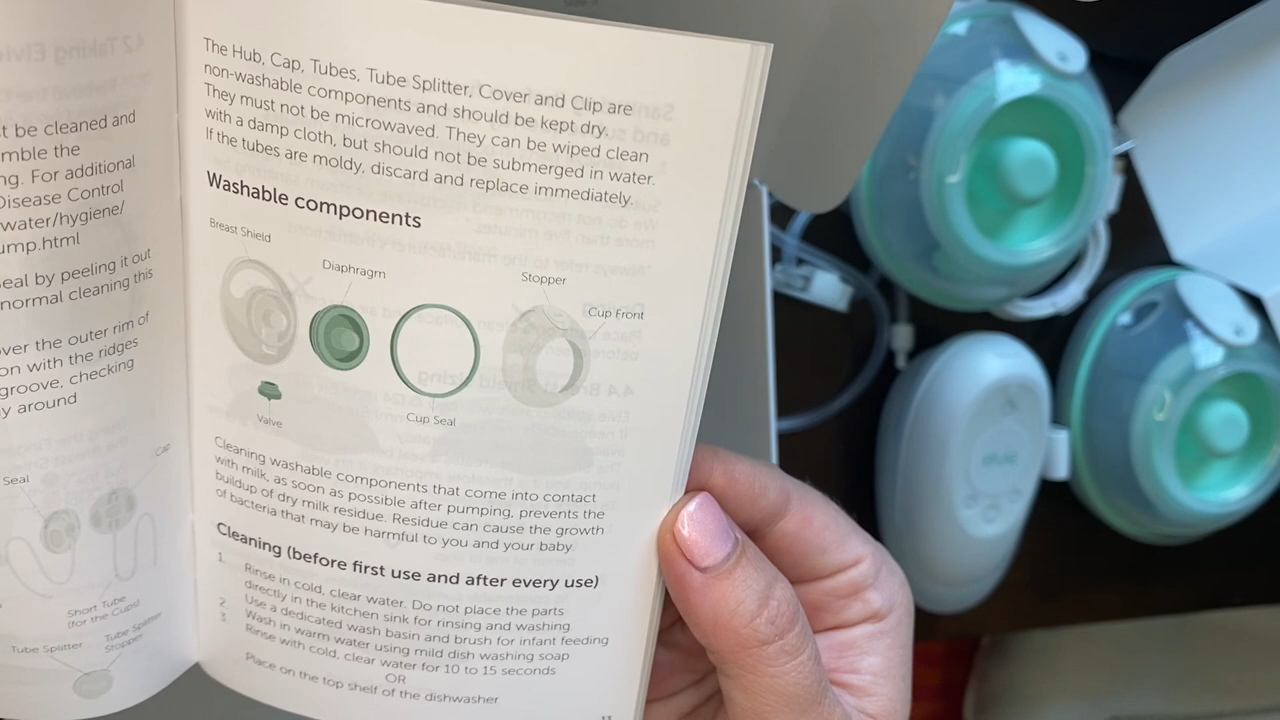 42 Taking Elvie
t be cleaned and
mble the
ng. For additional
Disease Control
water/hygiene/
ump.html
eal by peeling it out
normal cleaning this
ver the outer rim of
on with the ridges
groove, checking
y around
Seal
Short Tube
(for the Cups)
Tube Splitter
Tube Splitter
Stopper
The Hub, Cap, Tubes, Tube Splitter, Cover and Clip are
non-washable components and should be kept dry.
They must not be microwaved. They can be wiped clean
with a damp cloth, but should not be submerged in water.
If the tubes are moldy, discard and replace immediately.
Washable components
Breast Shield
Diaphragm
Stopper
Cup Front
Valve
Cup Seal
Cleaning washable components that come into contact
with milk, as soon as possible after pumping, prevents the
buildup of dry milk residue. Residue can cause the growth
of bacteria that may be harmful to you and your baby.
Cleaning (before first use and after every use)
1. Rinse in cold, clear water. Do not place the parts
directly in the kitchen sink for rinsing and washing.
2. Use a dedicated wash basin and brush for infant feeding
3. Wash in warm water using mild dish washing soap
Rinse with cold, clear water for 10 to 15 seconds
OR
Place on the top shelf of the dishwasher